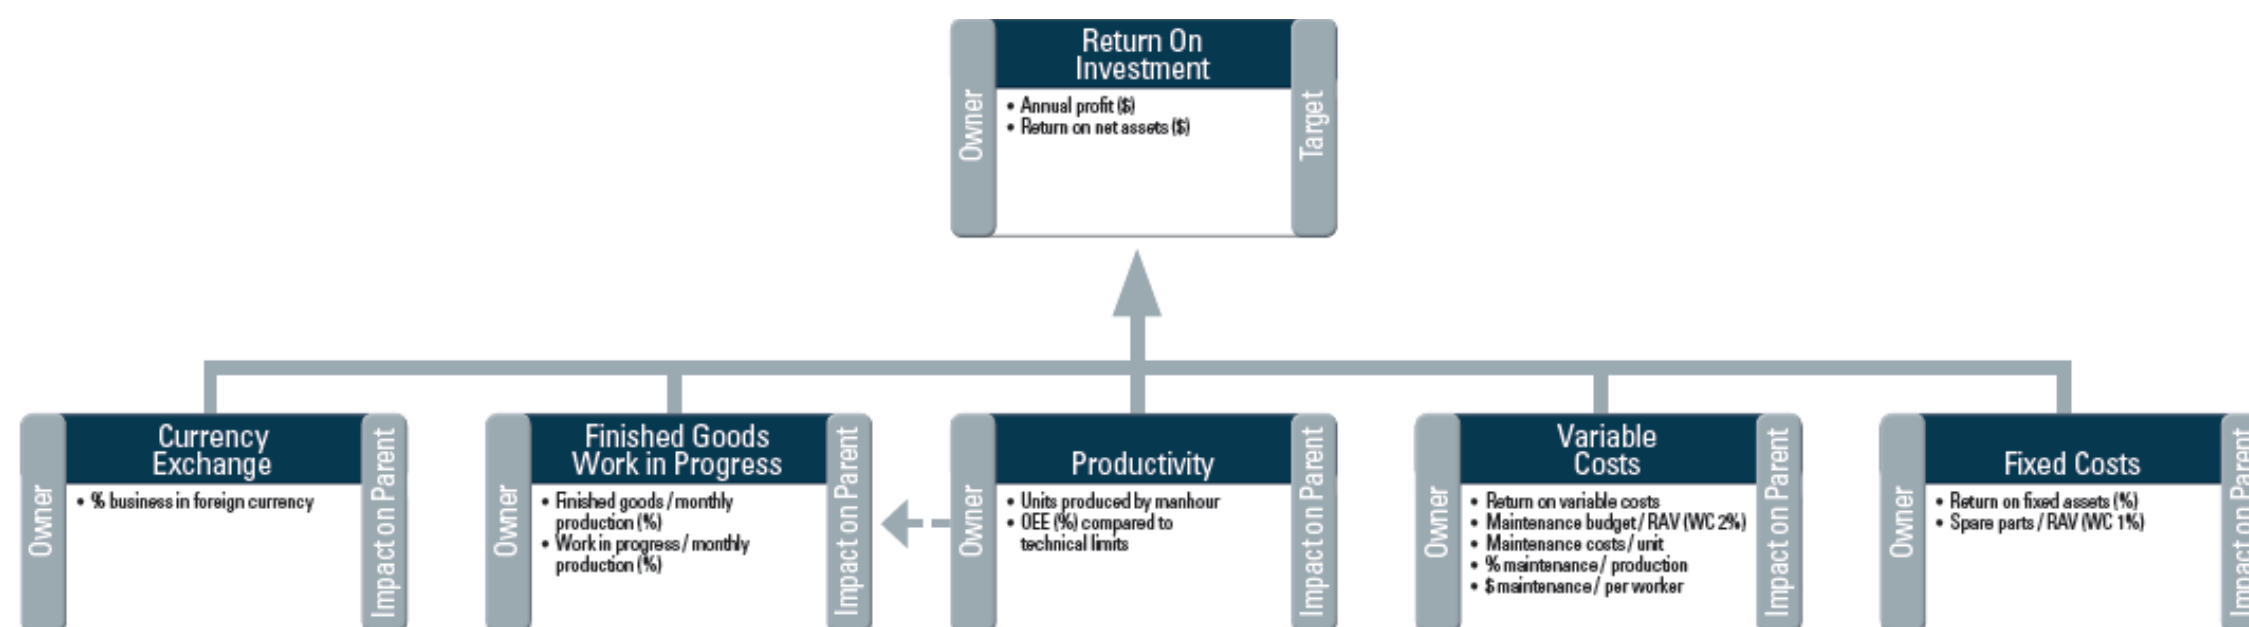 Return On
Investment
Owner
• Annual profit ($)
• Return on net assets ($)
Target
Currency
Exchange
Owner
• % business in foreign currency
Impact on Parent
Finished Goods
Work in Progress
Owner
• Finished goods / monthly
production (%)
• Work in progress / monthly
production (%)
Impact on Parent
Productivity
Owner
• Units produced by manhour
• OEE (%) compared to
technical limits
Impact on Parent
Variable
Costs
Owner
• Return on variable costs
• Maintenance budget / RAV (WC 2%)
• Maintenance costs / unit
• % maintenance / production
• $ maintenance / per worker
Impact on Parent
Fixed Costs
Owner
• Return on fixed assets (%)
• Spare parts / RAV (WC 1%)
Impact on Parent